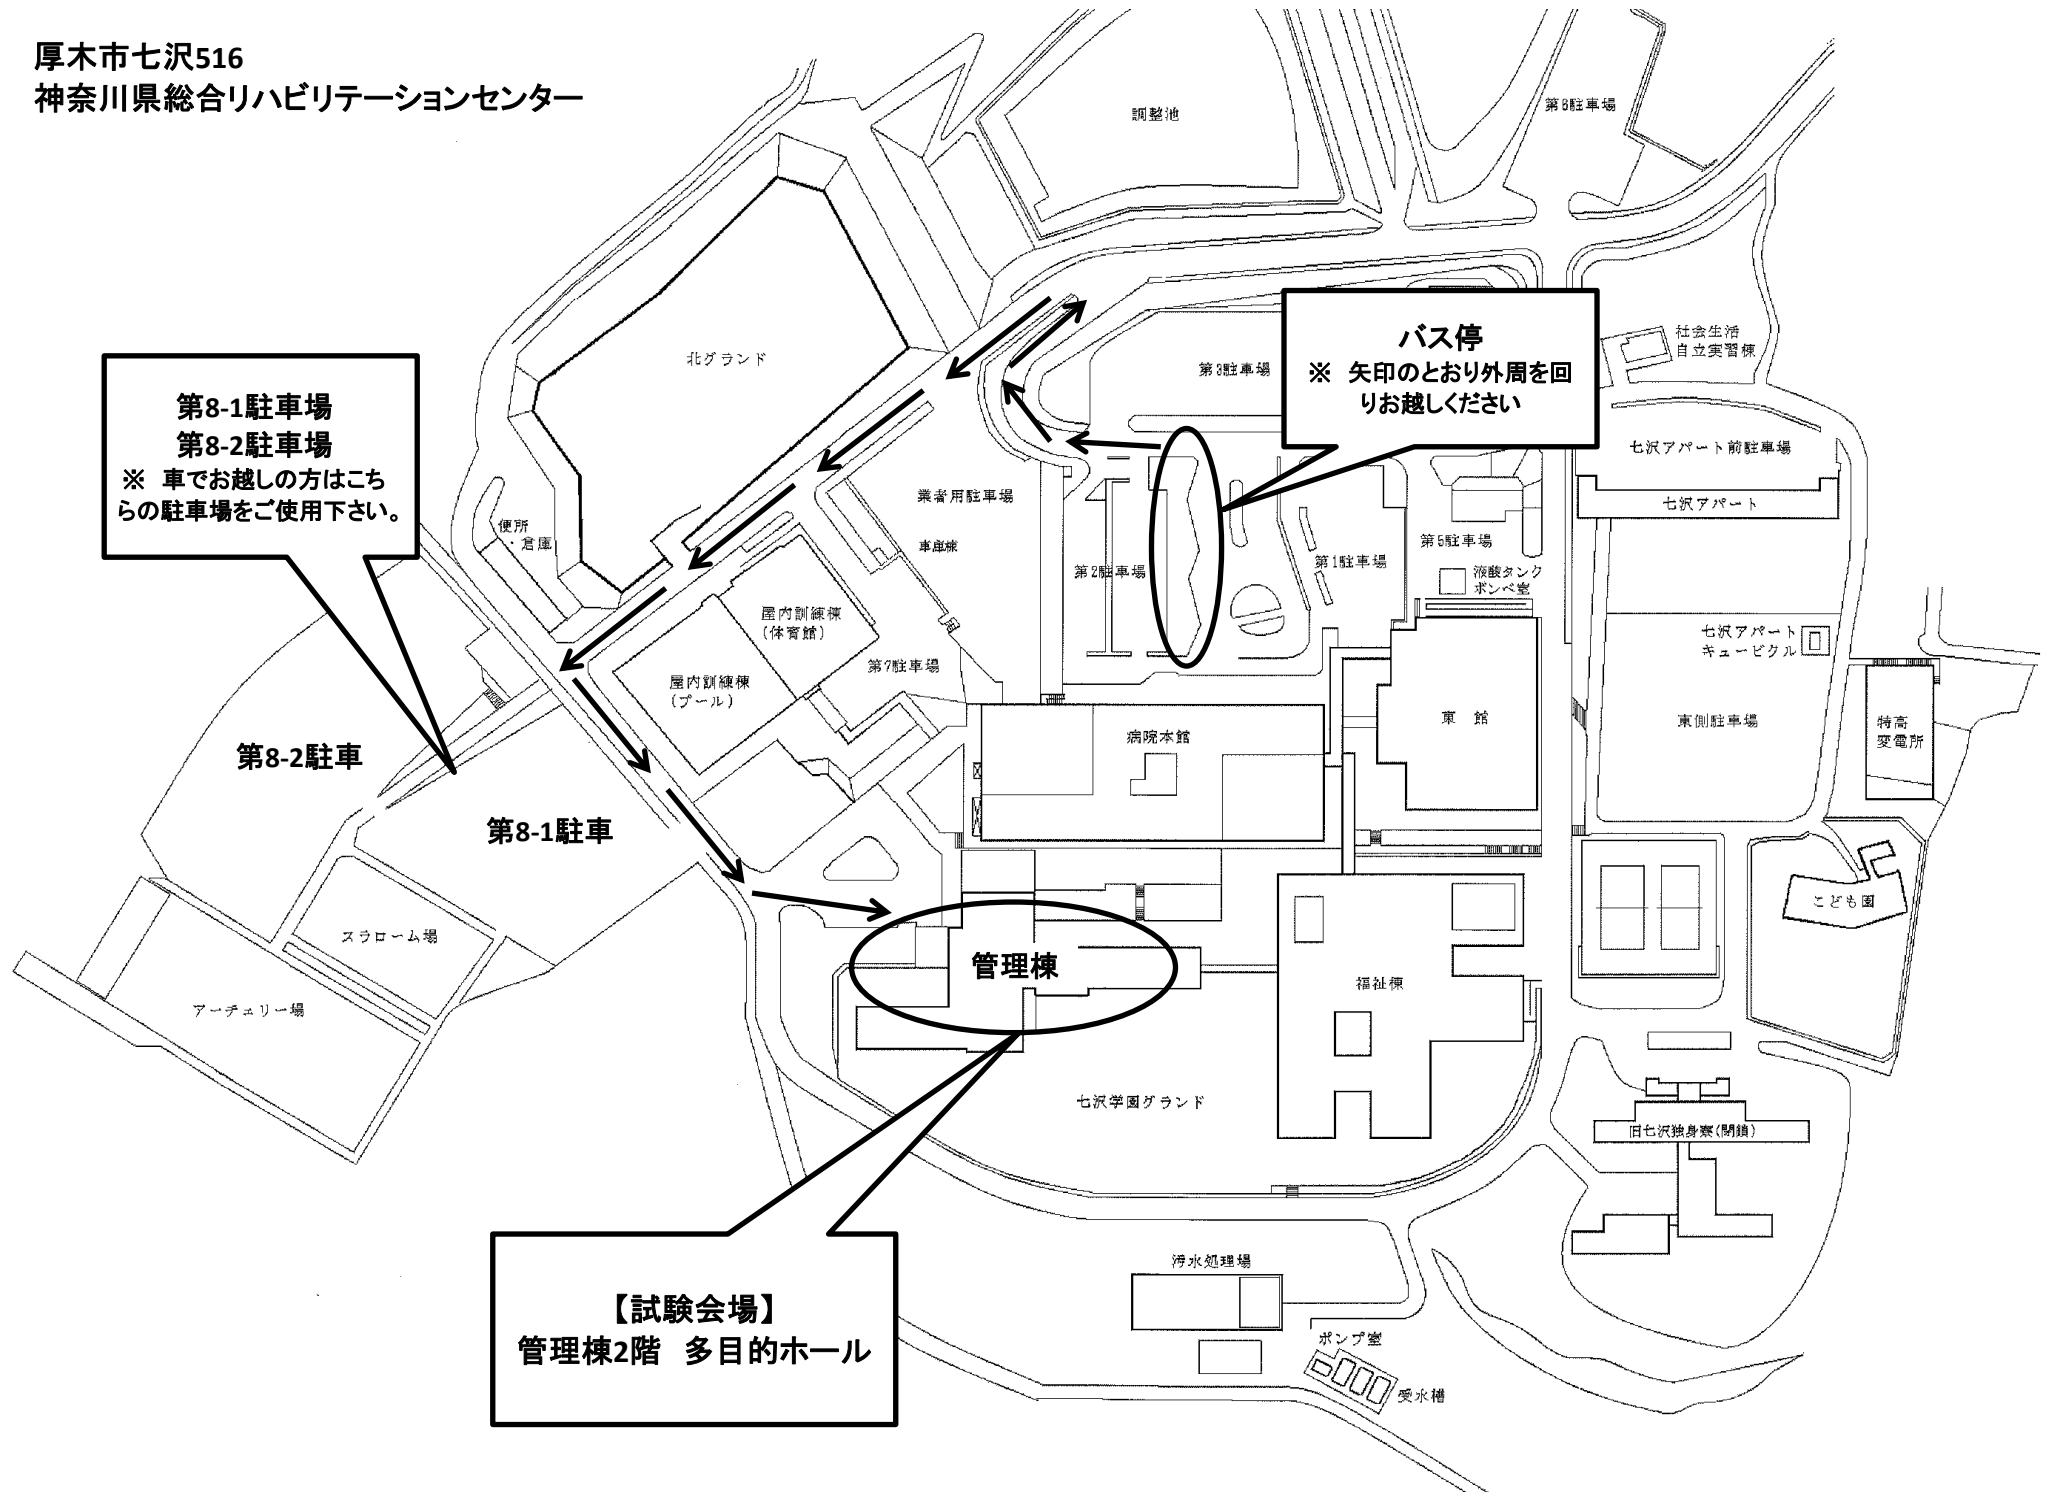 厚木市七沢516
神奈川県総合リハビリテーションセンター
調整池
第6駐車場
バス停
※　矢印のとおり外周を回
りお越しください
社会生活
自立実習棟
北グランド
第3駐車場
第8-1駐車場
第8-2駐車場
※　車でお越しの方はこち
らの駐車場をご使用下さい。
七沢アパート前駐車場
七沢アパート
業者用駐車場
便所
・倉庫
車庫棟
第2駐車場
第1駐車場
第5駐車場
液酸タンク
ボンベ室
屋内訓練棟
(体育館)
七沢アパート
キュービクル
第7駐車場
屋内訓練棟
(プール)
東館
東側駐車場
特高
変電所
病院本館
第8-2駐車
第8-1駐車
こども園
スラローム場
管理棟
福祉棟
アーチェリー場
七沢学園グランド
旧七沢独身寮(閉鎖)
汚水処理場
【試験会場】
管理棟2階　多目的ホール
ポンプ室
受水槽